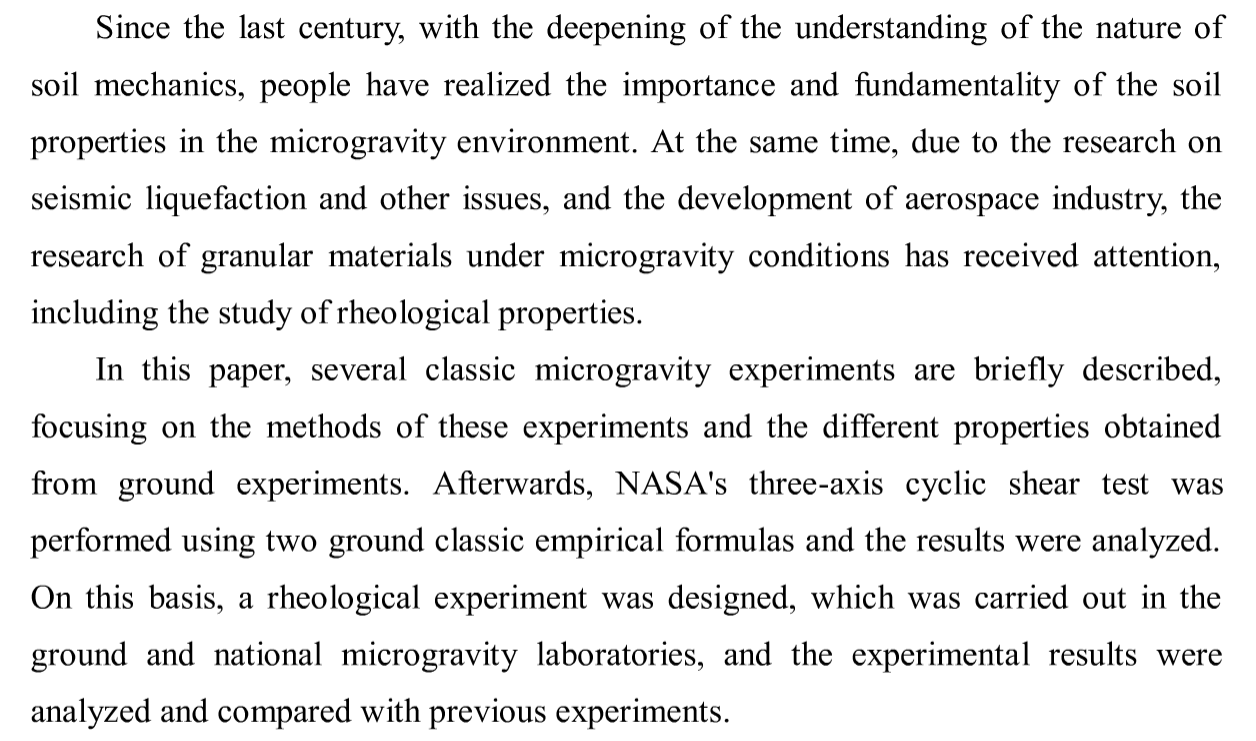 Since the last century, with the deepening of the understanding of the nature of
soil mechanics, people have realized the importance and fundamentality of the soil
properties in the microgravity environment. At the same time, due to the research on
seismic liquefaction and other issues, and the development of aerospace industry, the
research of granular materials under microgravity conditions has received attention,
including the study of rheological properties.
In this paper, several classic microgravity experiments are briefly described,
focusing on the methods of these experiments and the different properties obtained
from ground experiments. Afterwards, NASA's three-axis cyclic shear test was
performed using two ground classic empirical formulas and the results were analyzed.
On this basis, a rheological experiment was designed, which was carried out in the
ground and national microgravity laboratories, and the experimental results were
analyzed and compared with previous experiments.